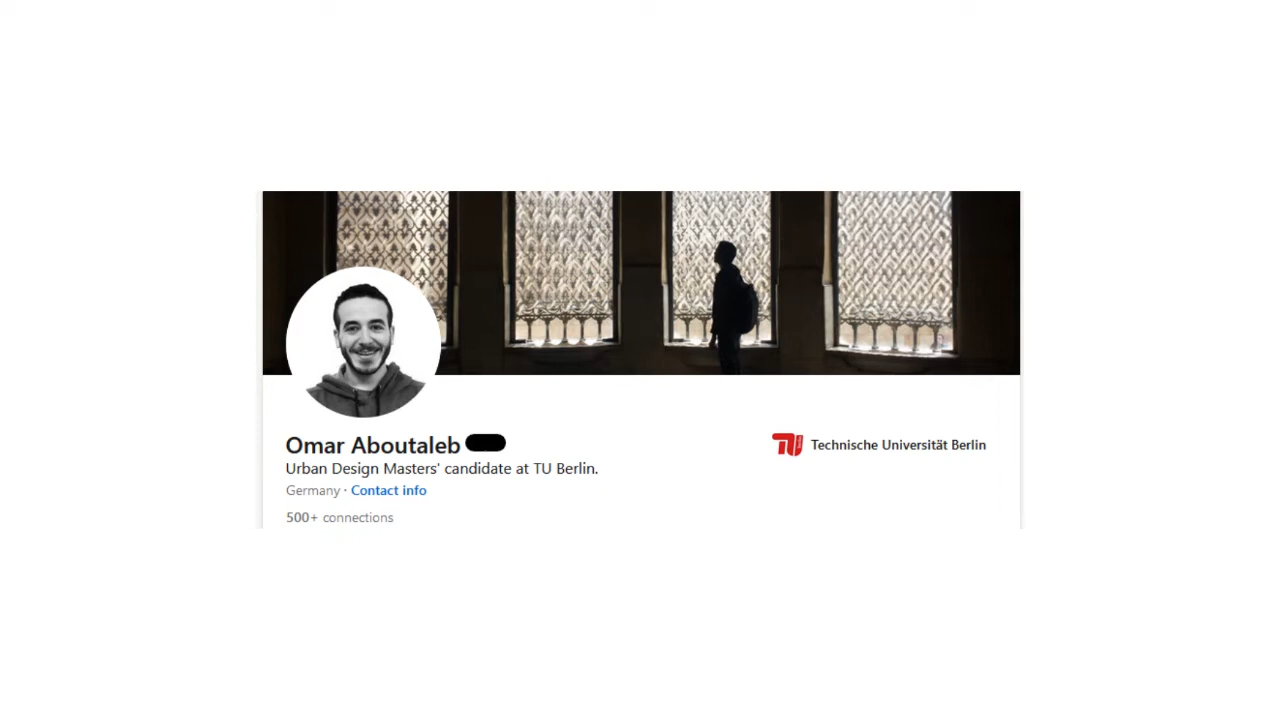 Omar Aboutaleb
Technische Universität Berlin
Urban Design Masters' candidate at TU Berlin.
Germany · Contact info
500+ connections